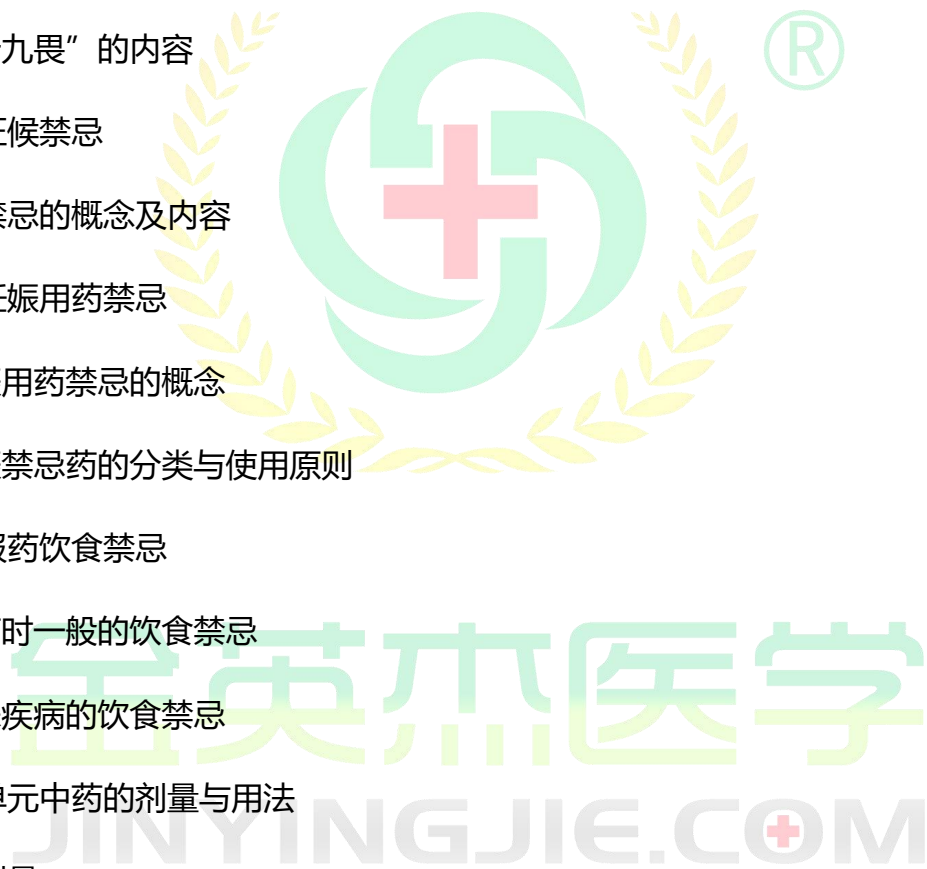 九畏”的内容
候禁忌
禁忌的概念及内容
妊娠用药禁忌
用药禁忌的概念
禁忌药的分类与使用原则
服药饮食禁忌
时一般的饮食禁忌
疾病的饮食禁忌
单元中药的剂量与用法
®
金英杰医学
JINYINGJIE.COM